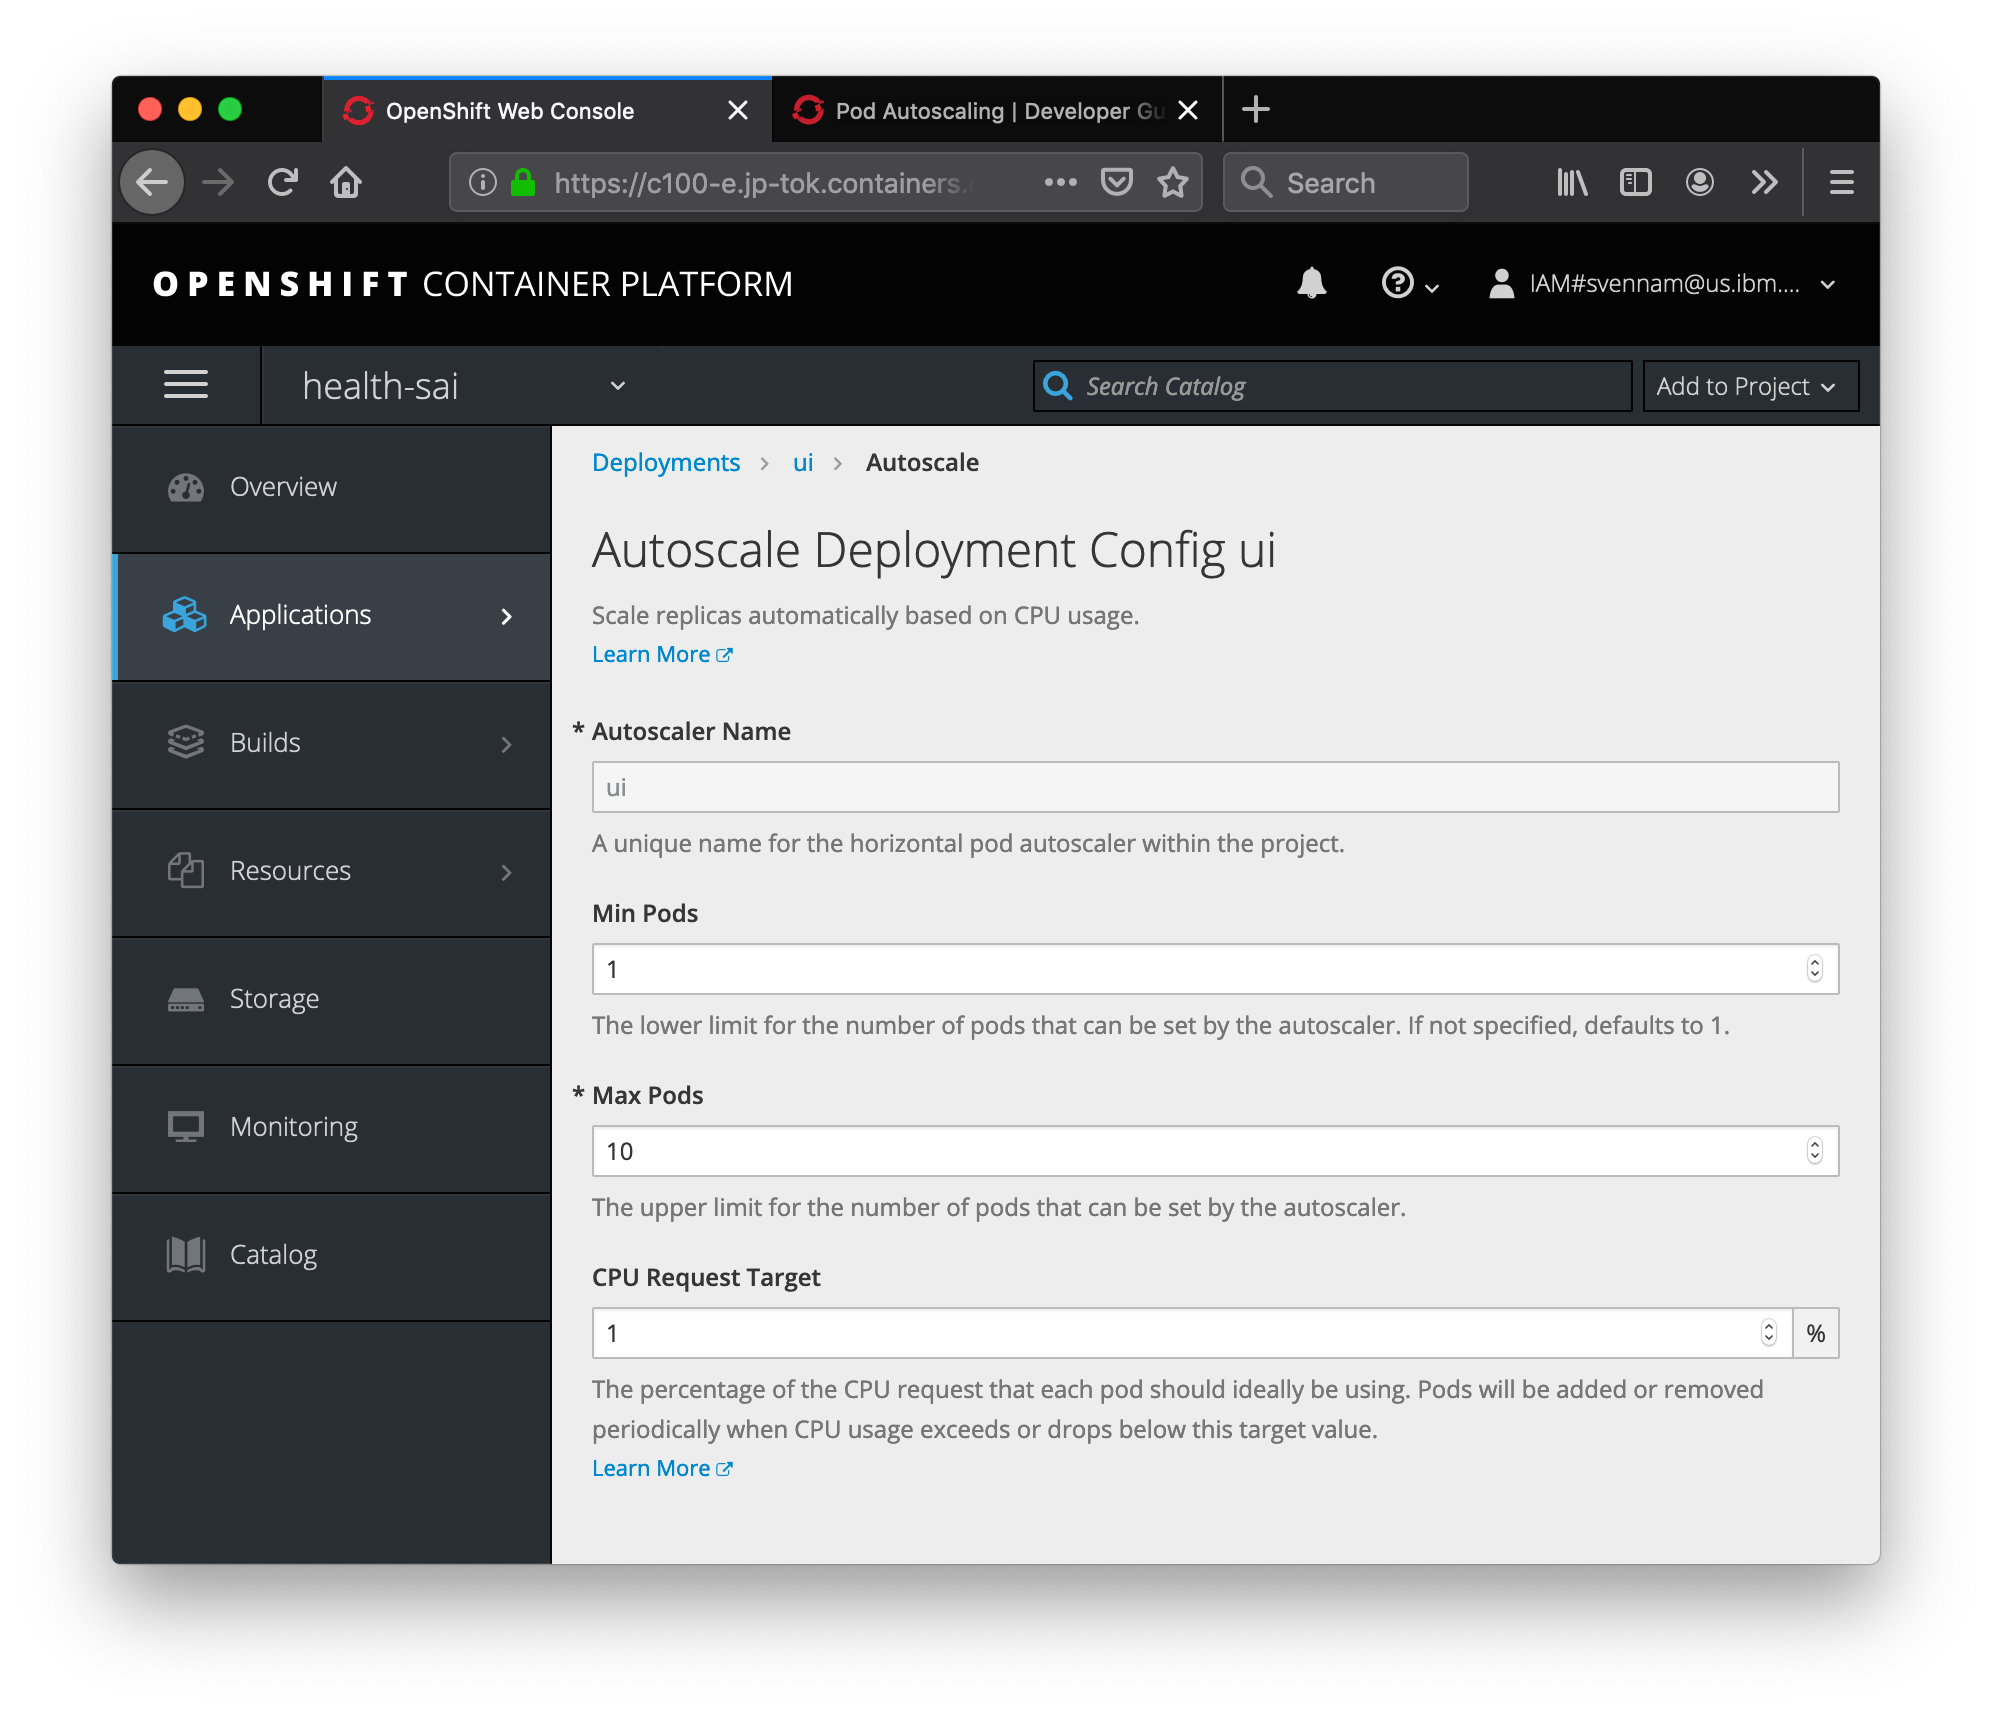 OpenShift Web Console
Pod Autoscaling | Developer Gu
https://c100-e.jp-tok.containers.
Search
OPENSHIFT CONTAINER PLATFORM
IAM#svennam@us.ibm....
health-sai
Search Catalog
Add to Project
Overview
Applications
Builds
Resources
Storage
Monitoring
Catalog
Deployments > ui > Autoscale
Autoscale Deployment Config ui
Scale replicas automatically based on CPU usage.
Learn More
* Autoscaler Name
ui
A unique name for the horizontal pod autoscaler within the project.
Min Pods
1
The lower limit for the number of pods that can be set by the autoscaler. If not specified, defaults to 1.
* Max Pods
10
The upper limit for the number of pods that can be set by the autoscaler.
CPU Request Target
1 %
The percentage of the CPU request that each pod should ideally be using. Pods will be added or removed
periodically when CPU usage exceeds or drops below this target value.
Learn More